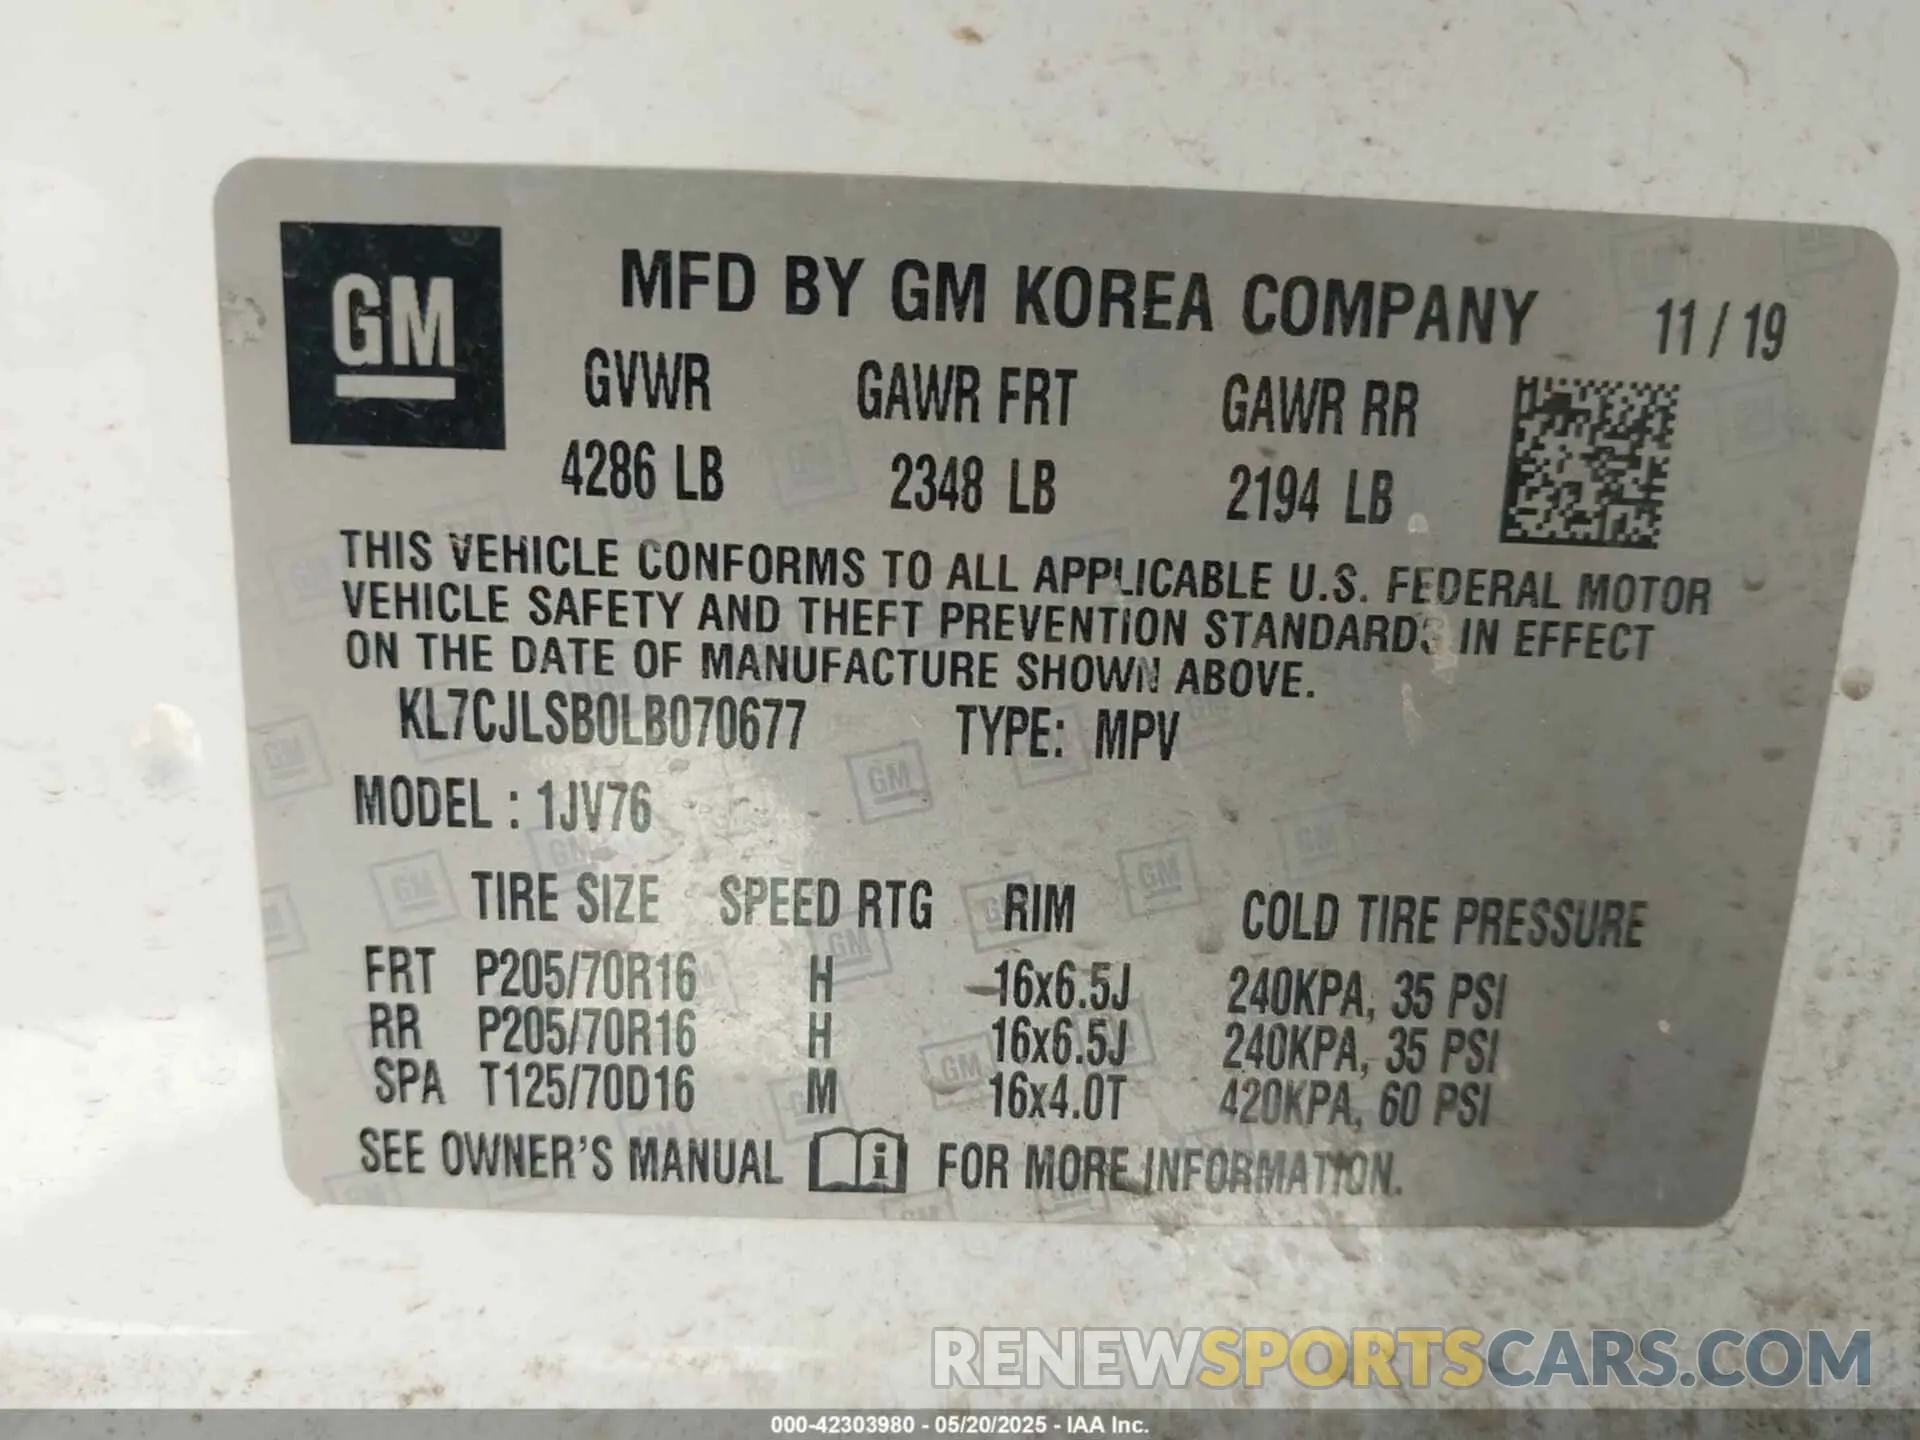 GM
MFD BY GM KOREA COMPANY 11 / 19
GVWR GAWR FRT GAWR RR
4286 LB 2348 LB 2194 LB
THIS VEHICLE CONFORMS TO ALL APPLICABLE U.S. FEDERAL MOTOR
VEHICLE SAFETY AND THEFT PREVENTION STANDARDS IN EFFECT
ON THE DATE OF MANUFACTURE SHOWN ABOVE.
KL7CJLSB0LB070677 TYPE: MPV
MODEL : 1JV76
TIRE SIZE SPEED RTG RIM COLD TIRE PRESSURE
FRT P205/70R16 H 16x6.5J 240KPA, 35 PSI
RR P205/70R16 H 16x6.5J 240KPA, 35 PSI
SPA T125/70D16 M 16x4.0T 420KPA, 60 PSI
SEE OWNER'S MANUAL i FOR MORE INFORMATION.
RENEWSPORTSCARS.COM
000-42303980 - 05/20/2025 - IAA Inc.